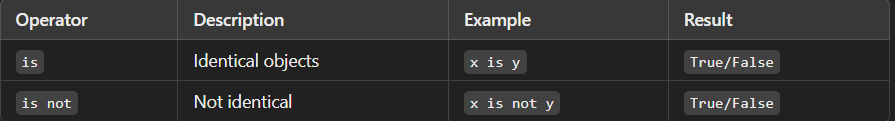 Operator Description Example Result
is Identical objects x is y True/False
is not Not identical x is not y True/False